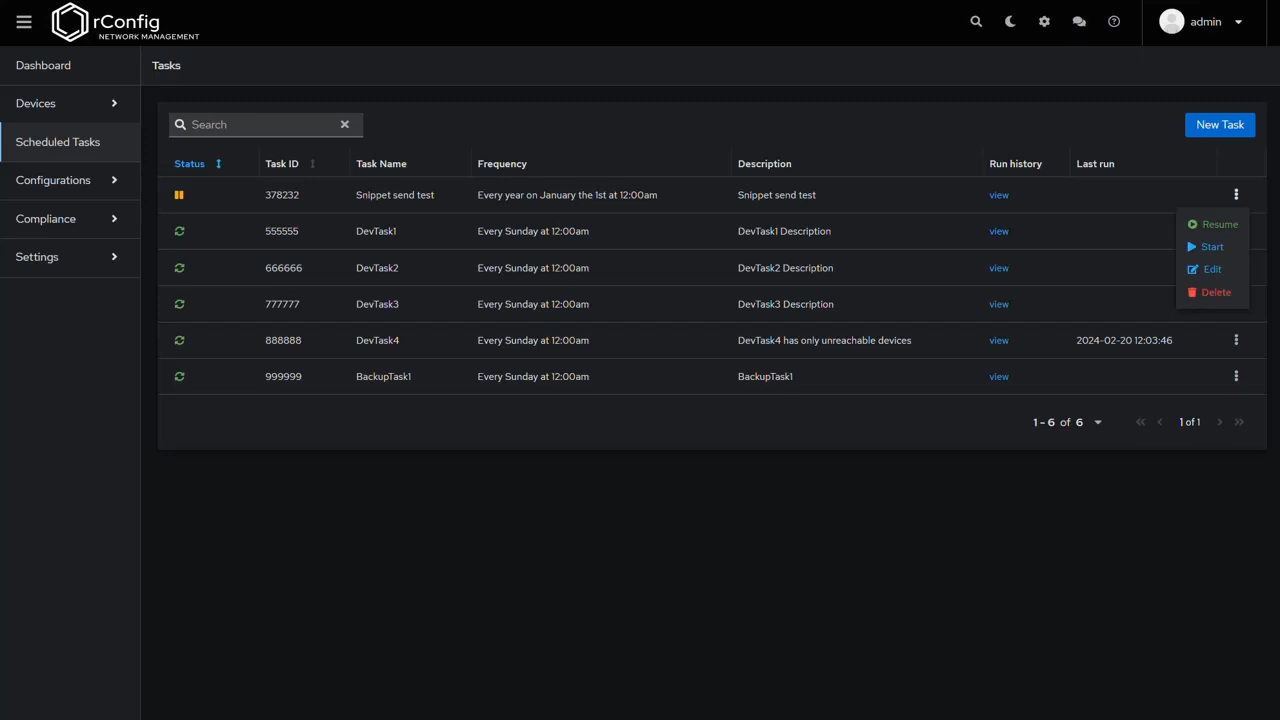 rConfig
NETWORK MANAGEMENT
admin
Dashboard
Devices
Scheduled Tasks
Configurations
Compliance
Settings
Tasks
Search
New Task
Status Task ID Task Name Frequency Description Run history Last run
378232 Snippet send test Every year on January the 1st at 12:00am Snippet send test view
555555 DevTask1 Every Sunday at 12:00am DevTask1 Description view
666666 DevTask2 Every Sunday at 12:00am DevTask2 Description view
777777 DevTask3 Every Sunday at 12:00am DevTask3 Description view
888888 DevTask4 Every Sunday at 12:00am DevTask4 has only unreachable devices view 2024-02-20 12:03:46
999999 BackupTask1 Every Sunday at 12:00am BackupTask1 view
Resume
Start
Edit
Delete
1 - 6 of 6 1 of 1